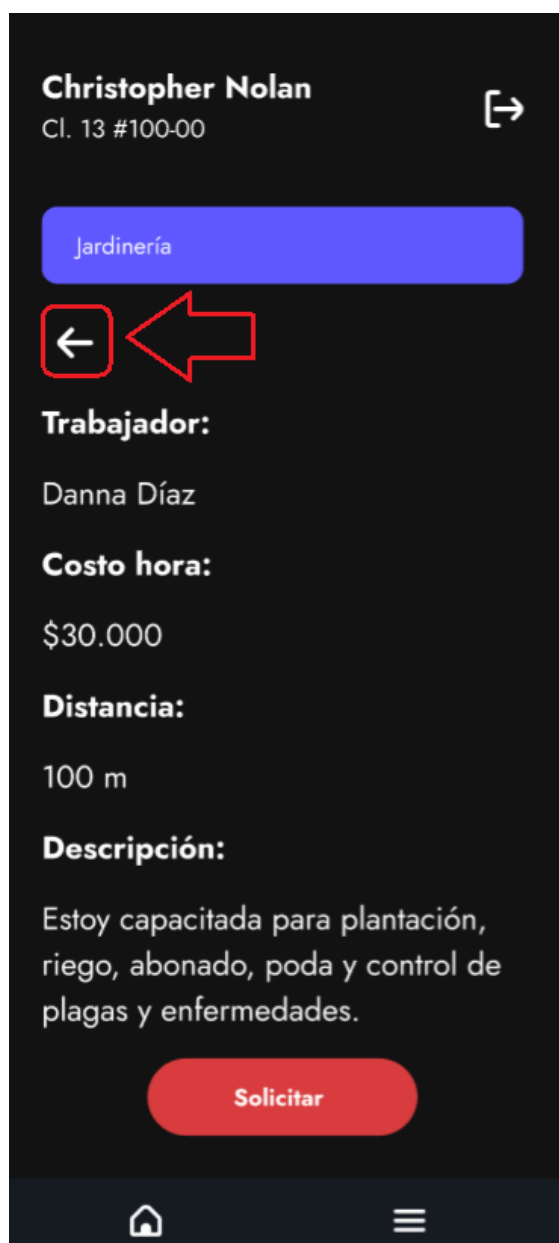 Christopher Nolan
Cl. 13 #100-00
Jardinería
Trabajador:
Danna Díaz
Costo hora:
$30.000
Distancia:
100 m
Descripción:
Estoy capacitada para plantación,
riego, abonado, poda y control de
plagas y enfermedades.
Solicitar